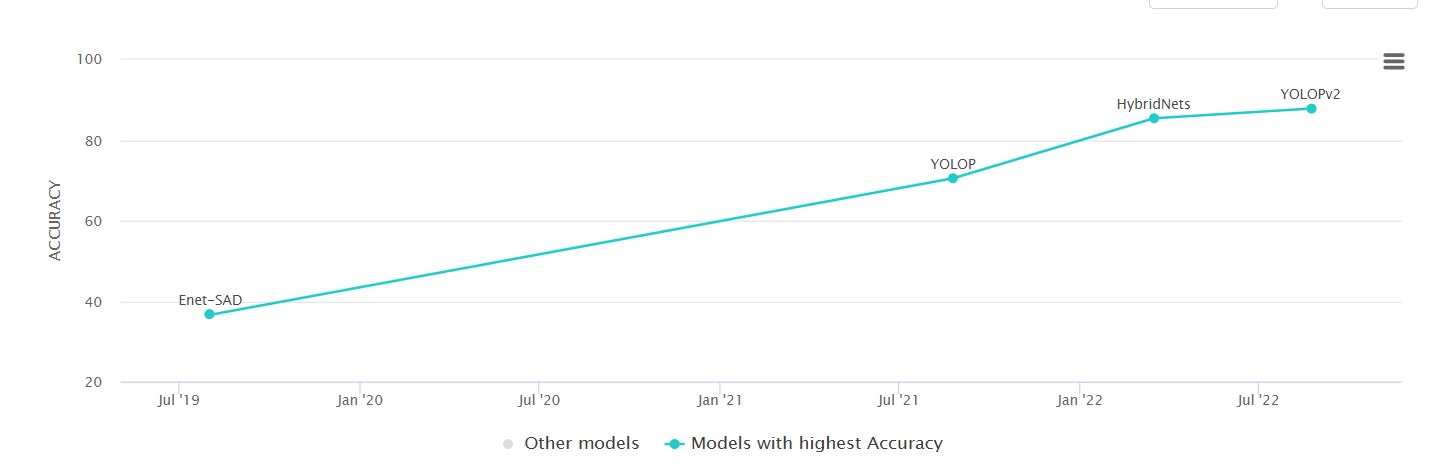 100
80
60
40
20
ACCURACY
Enet-SAD
YOLOP
HybridNets
YOLOPv2
Jul '19
Jan '20
Jul '20
Jan '21
Jul '21
Jan '22
Jul '22
Other models
Models with highest Accuracy